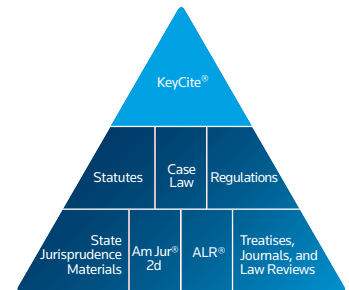 KeyCite®
Statutes
Case
Law
Regulations
State
Jurisprudence
Materials
Am Jur®
2d
ALR®
Treatises,
Journals, and
Law Reviews